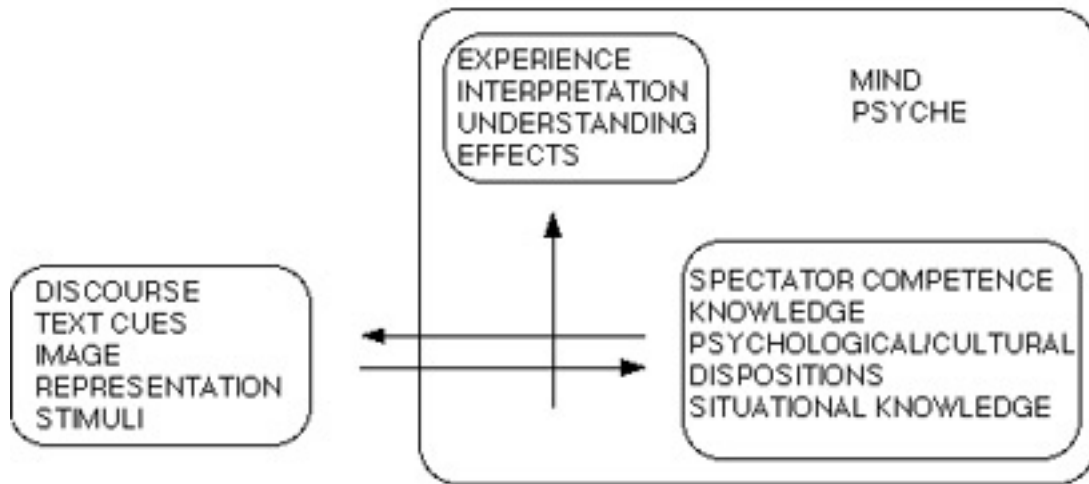 EXPERIENCE
INTERPRETATION
UNDERSTANDING
EFFECTS
MIND
PSYCHE
DISCOURSE
TEXT CUES
IMAGE
REPRESENTATION
STIMULI
SPECTATOR COMPETENCE
KNOWLEDGE
PSYCHOLOGICAL/CULTURAL
DISPOSITIONS
SITUATIONAL KNOWLEDGE